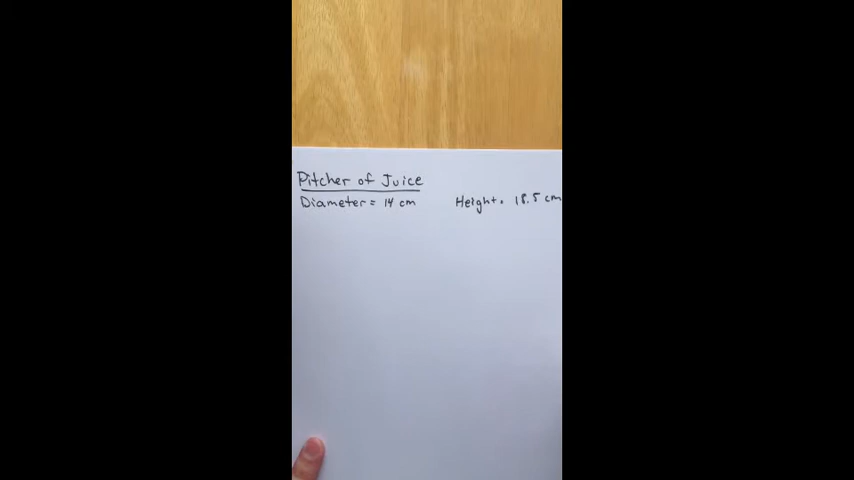 Pitcher of Juice
Diameter = 14 cm Height = 18.5 cm